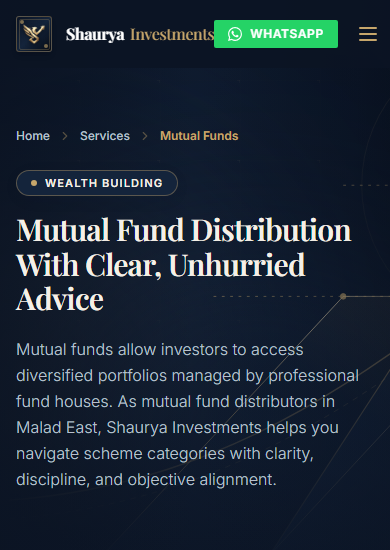 Shaurya Investments
WHATSAPP
Home > Services > Mutual Funds
WEALTH BUILDING
Mutual Fund Distribution
With Clear, Unhurried
Advice
Mutual funds allow investors to access
diversified portfolios managed by professional
fund houses. As mutual fund distributors in
Malad East, Shaurya Investments helps you
navigate scheme categories with clarity,
discipline, and objective alignment.